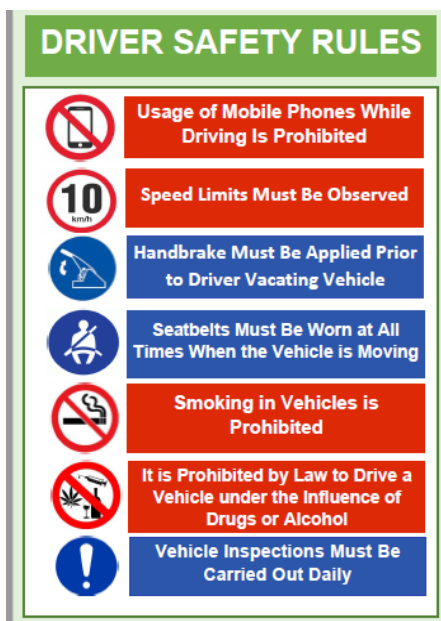 DRIVER SAFETY RULES
Usage of Mobile Phones While
Driving Is Prohibited
10
km/h
Speed Limits Must Be Observed
Handbrake Must Be Applied Prior
to Driver Vacating Vehicle
Seatbelts Must Be Worn at All
Times When the Vehicle is Moving
Smoking in Vehicles is
Prohibited
It is Prohibited by Law to Drive a
Vehicle under the Influence of
Drugs or Alcohol
Vehicle Inspections Must Be
Carried Out Daily